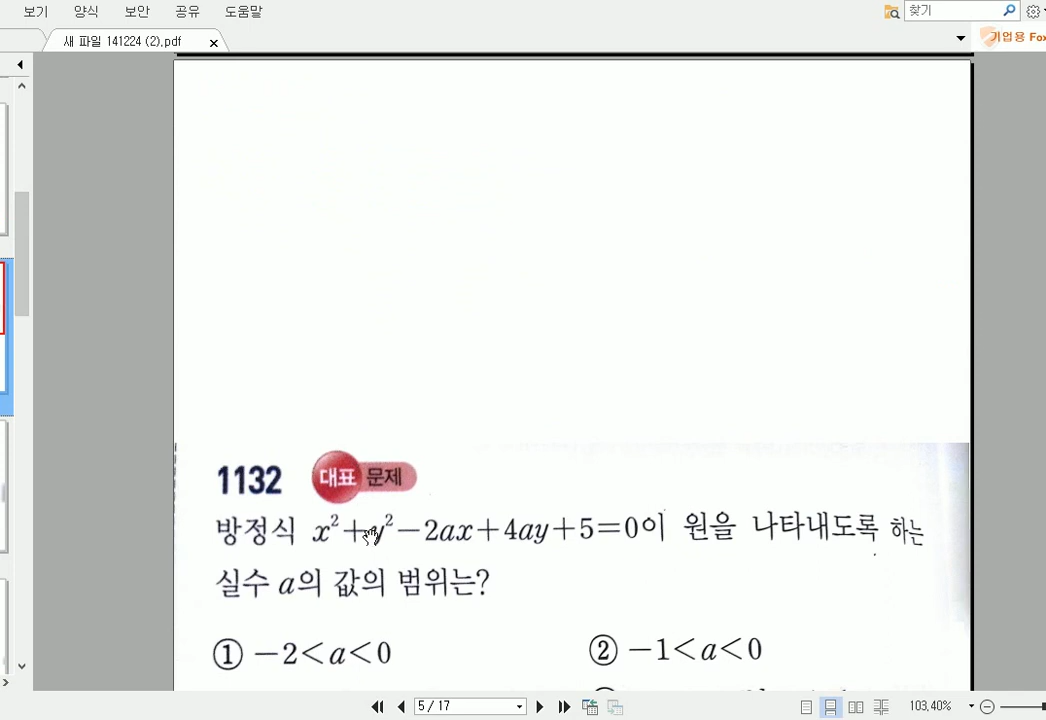 보기 양식 보안 공유 도움말
찾기
새 파일 141224 (2).pdf x
기업용 Fox
1132 대표 문제
방정식 x²+y²−2ax+4ay+5=0이 원을 나타내도록 하는
실수 a의 값의 범위는?
① −2<a<0 ② −1<a<0
5 / 17
103,40%